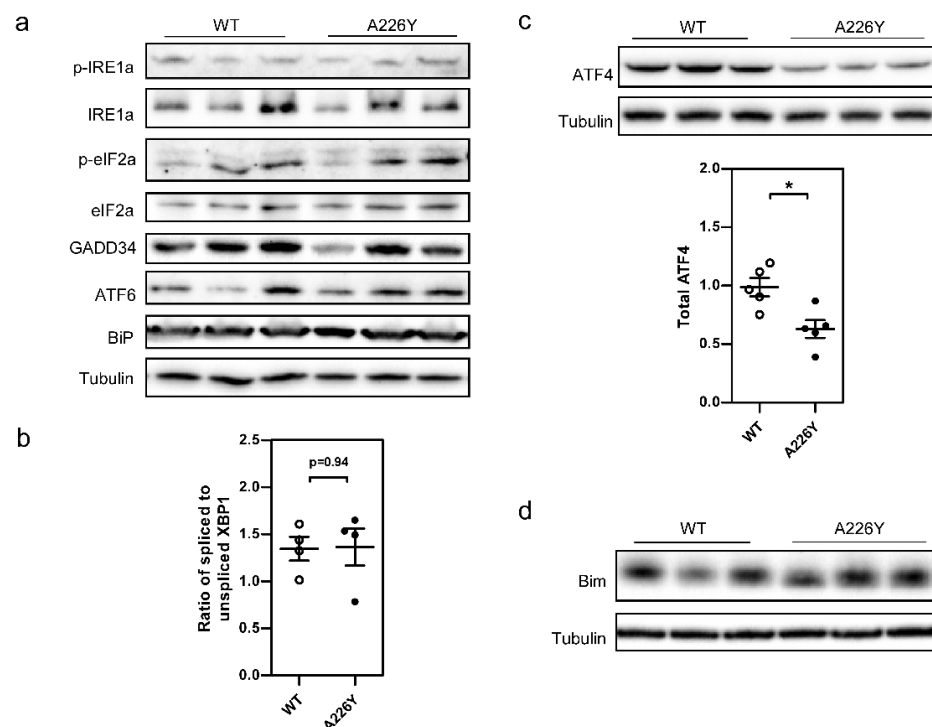 a
WT A226Y
p-IRE1a
IRE1a
p-eIF2a
eIF2a
GADD34
ATF6
BiP
Tubulin
b
2.5
2.0
1.5
1.0
0.5
0.0
Ratio of spliced to
unspliced XBP1
p=0.94
WT A226Y
c
WT A226Y
ATF4
Tubulin
2.0
1.5
1.0
0.5
0.0
Total ATF4
*
WT A226Y
d
WT A226Y
Bim
Tubulin